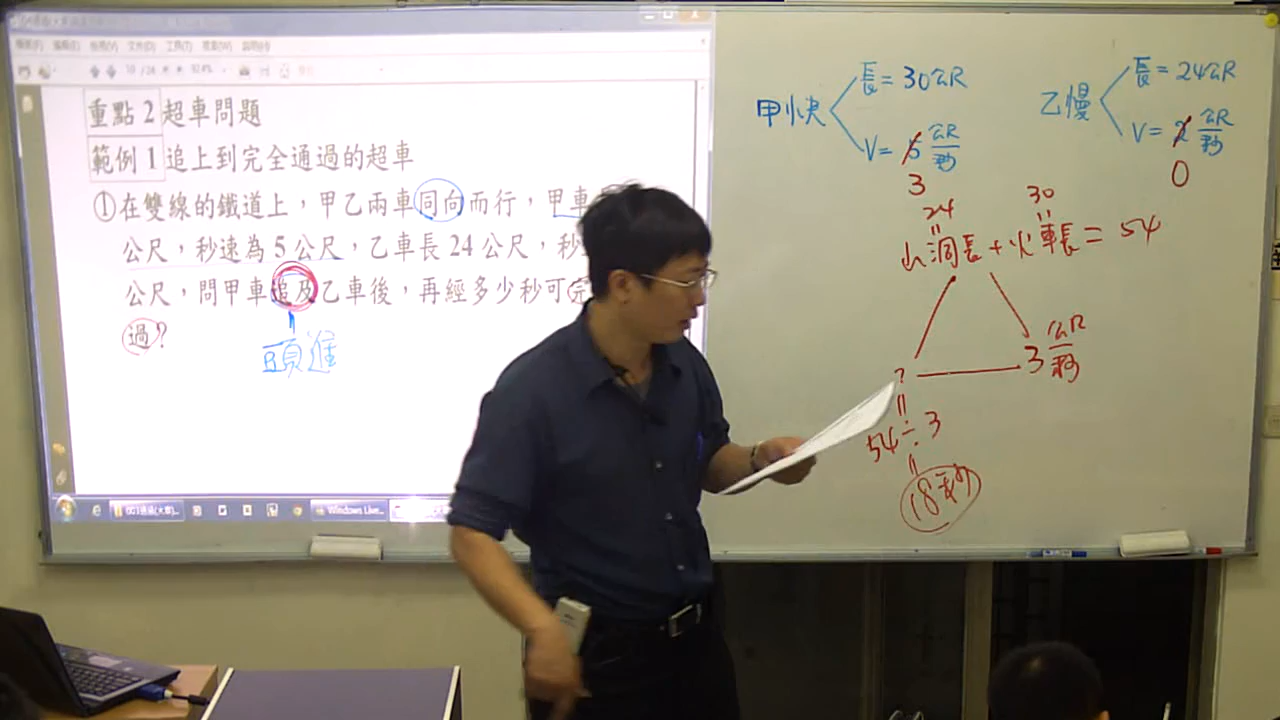 重點2 超車問題
範例1 追上到完全通過的超車
①在雙線的鐵道上，甲乙兩車同向而行，甲車
公尺，秒速為5公尺，乙車長24公尺，秒
公尺，問甲車追及乙車後，再經多少秒可完
過？
"
頭進
Windows Live...
甲快
長=30公尺
V=5 公尺/秒
3
乙慢
長=24公尺
V=2 公尺/秒
0
24 30
" "
山洞長+火車長=54
? 3 公尺/秒
"
54÷3
"
18秒